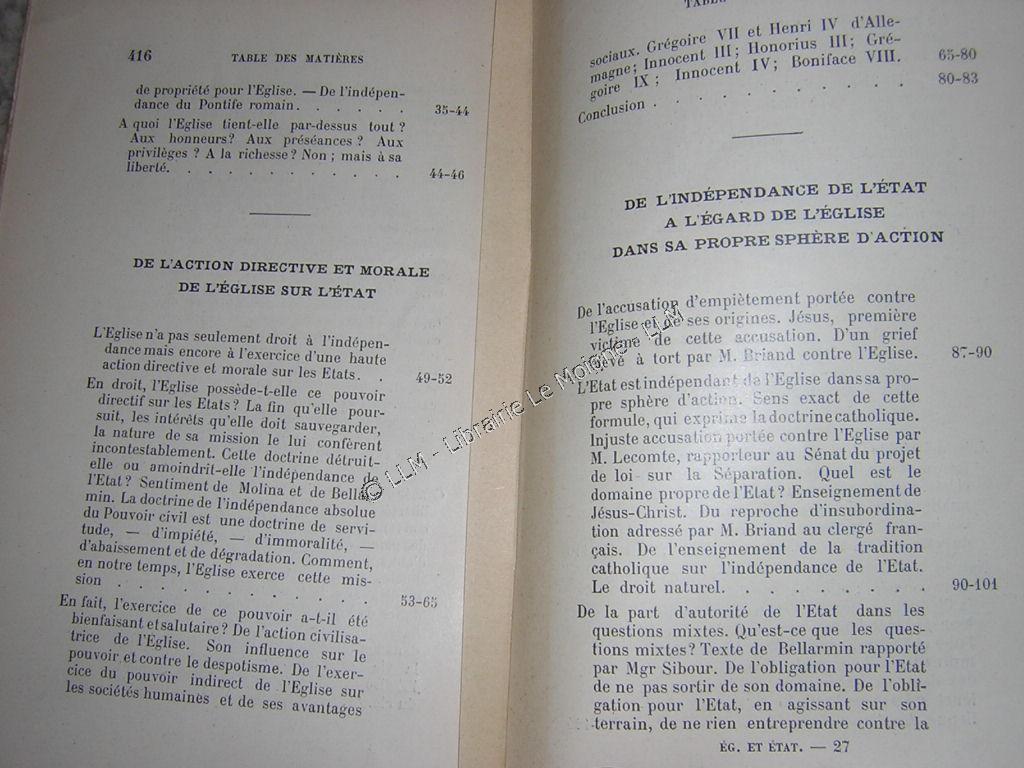 416 TABLE DES MATIÈRES
de propriété pour l'Eglise. — De l'indépen-
dance du Pontife romain. . . . . . 35-44
A quoi l'Eglise tient-elle par-dessus tout ?
Aux honneurs? Aux préséances? Aux
privilèges ? A la richesse? Non ; mais à sa
liberté. . . . . . . . . . . . 44-46
DE L'ACTION DIRECTIVE ET MORALE
DE L'ÉGLISE SUR L'ÉTAT
L'Eglise n'a pas seulement droit à l'indépen-
dance mais encore à l'exercice d'une haute
action directive et morale sur les Etats. . 49-52
En droit, l'Eglise possède-t-elle ce pouvoir
directif sur les Etats? La fin qu'elle pour-
suit, les intérêts qu'elle doit sauvegarder,
la nature de sa mission le lui confèrent
incontestablement. Cette doctrine détruit-
elle ou amoindrit-elle l'indépendance de
l'Etat? Sentiment de Molina et de Bellar-
min. La doctrine de l'indépendance absolue
du Pouvoir civil est une doctrine de servi-
tude, — d'impiété, — d'immoralité, —
d'abaissement et de dégradation. Comment,
en notre temps, l'Eglise exerce cette mis-
sion . . . . . . . . . . . . 53-65
En fait, l'exercice de ce pouvoir a-t-il été
bienfaisant et salutaire? De l'action civilisa-
trice de l'Eglise. Son influence sur le
pouvoir et contre le despotisme. De l'exer-
cice du pouvoir indirect de l'Eglise sur
les sociétés humaines et de ses avantages
TABLE
sociaux. Grégoire VII et Henri IV d'Alle-
magne; Innocent III; Honorius III; Gré-
goire IX ; Innocent IV; Boniface VIII. 65-80
Conclusion . . . . . . . . . . . 80-83
DE L'INDÉPENDANCE DE L'ÉTAT
A L'ÉGARD DE L'ÉGLISE
DANS SA PROPRE SPHÈRE D'ACTION
De l'accusation d'empiètement portée contre
l'Eglise et de ses origines. Jésus, première
victime de cette accusation. D'un grief
élevé à tort par M. Briand contre l'Eglise. 87-90
L'Etat est indépendant de l'Eglise dans sa pro-
pre sphère d'action. Sens exact de cette
formule, qui exprime la doctrine catholique.
Injuste accusation portée contre l'Eglise par
M. Lecomte, rapporteur au Sénat du projet
de loi sur la Séparation. Quel est le
domaine propre de l'Etat? Enseignement de
Jésus-Christ. Du reproche d'insubordina-
tion adressé par M. Briand au clergé fran-
çais. De l'enseignement de la tradition
catholique sur l'indépendance de l'Etat.
Le droit naturel. . . . . . . . . 90-101
De la part d'autorité de l'Etat dans les
questions mixtes. Qu'est-ce que les ques-
tions mixtes? Texte de Bellarmin rapporté
par Mgr Sibour. De l'obligation pour l'Etat
de ne pas sortir de son domaine. De l'obli-
gation pour l'Etat, en agissant sur son
terrain, de ne rien entreprendre contre la
ÉG. ET ÉTAT. — 27
© LLM - Librairie Le Moigne - LLM